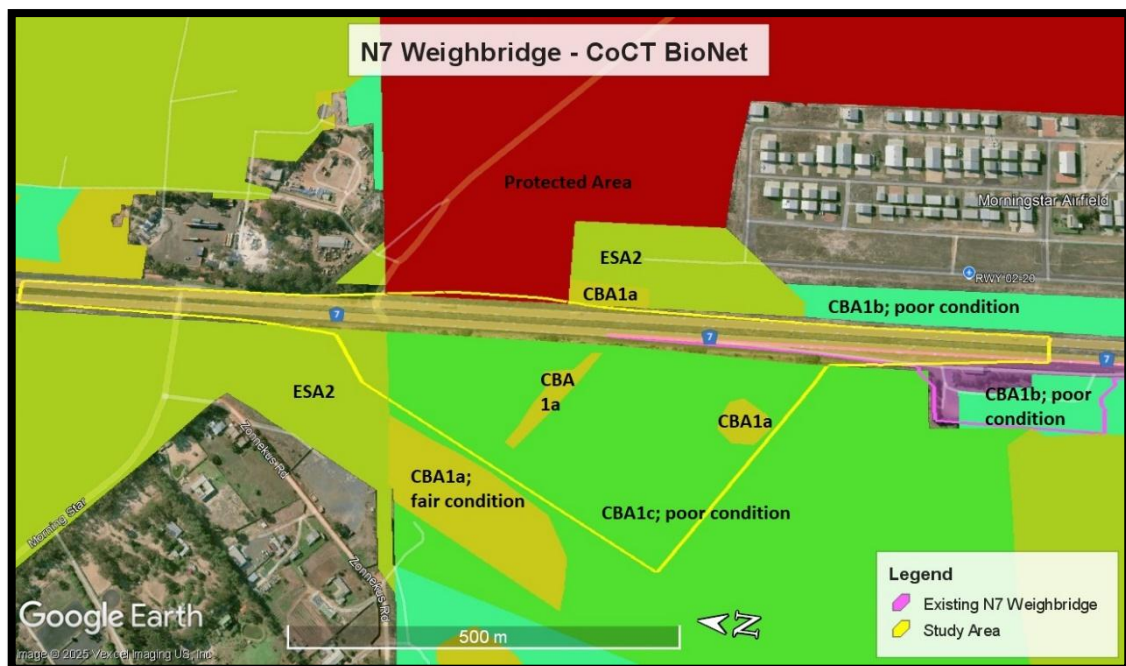 N7 Weighbridge - CoCT BioNet
Protected Area
Morningstar Airfield
ESA2
RWY 02-20
CBA1a
CBA1b; poor condition
7
7
7
CBA
1a
CBA1b; poor
condition
ESA2
CBA1a
Zonnekus Rd
CBA1a;
fair condition
CBA1c; poor condition
Morning Star
Zonnekus Rd
Legend
Existing N7 Weighbridge
Study Area
Google Earth
500 m
N
Image © 2025 Vexcel Imaging US, Inc.